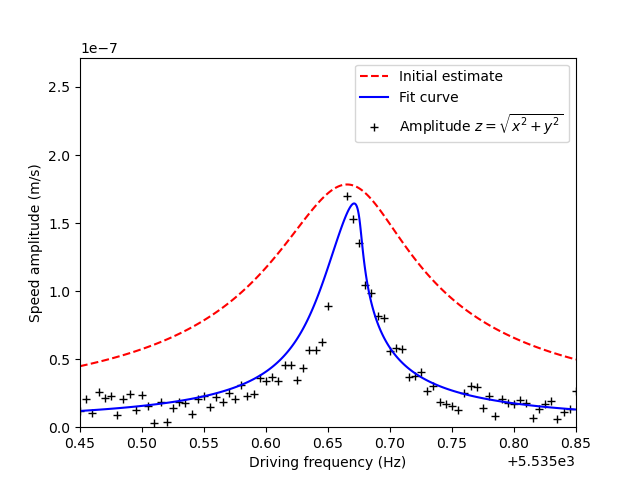 1e−7
2.5
2.0
1.5
1.0
0.5
0.0
Speed amplitude (m/s)
Initial estimate
Fit curve
Amplitude z = √x² + y²
0.45 0.50 0.55 0.60 0.65 0.70 0.75 0.80 0.85
Driving frequency (Hz)
+5.535e3